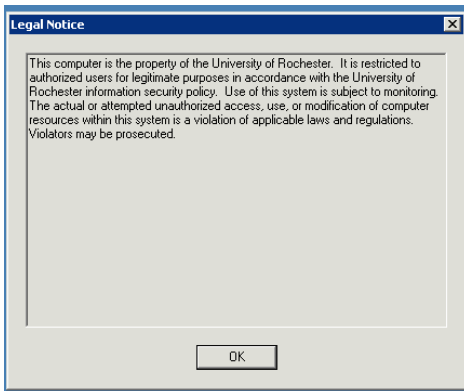 Legal Notice
This computer is the property of the University of Rochester. It is restricted to
authorized users for legitimate purposes in accordance with the University of
Rochester information security policy. Use of this system is subject to monitoring.
The actual or attempted unauthorized access, use, or modification of computer
resources within this system is a violation of applicable laws and regulations.
Violators may be prosecuted.
OK